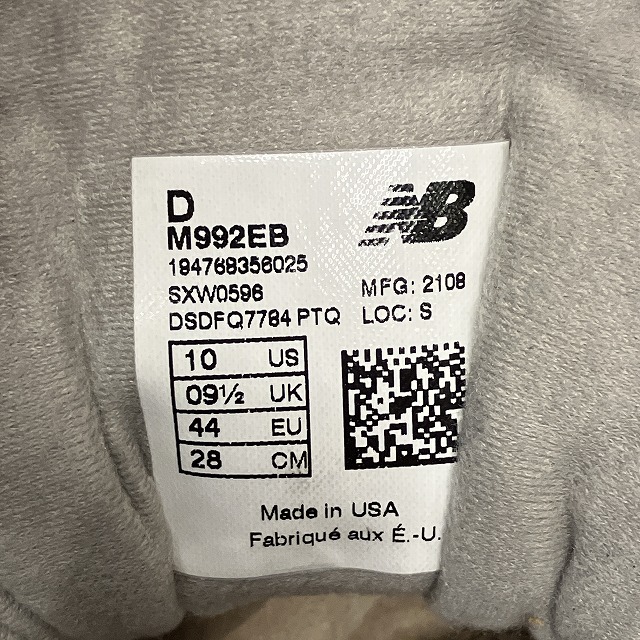 D
NB
M992EB
194768356025
SXW0596
MFG: 2108
DSDFQ7784 PTQ
LOC: S
10 US
09½ UK
44 EU
28 CM
Made in USA
Fabriqué aux É.-U.